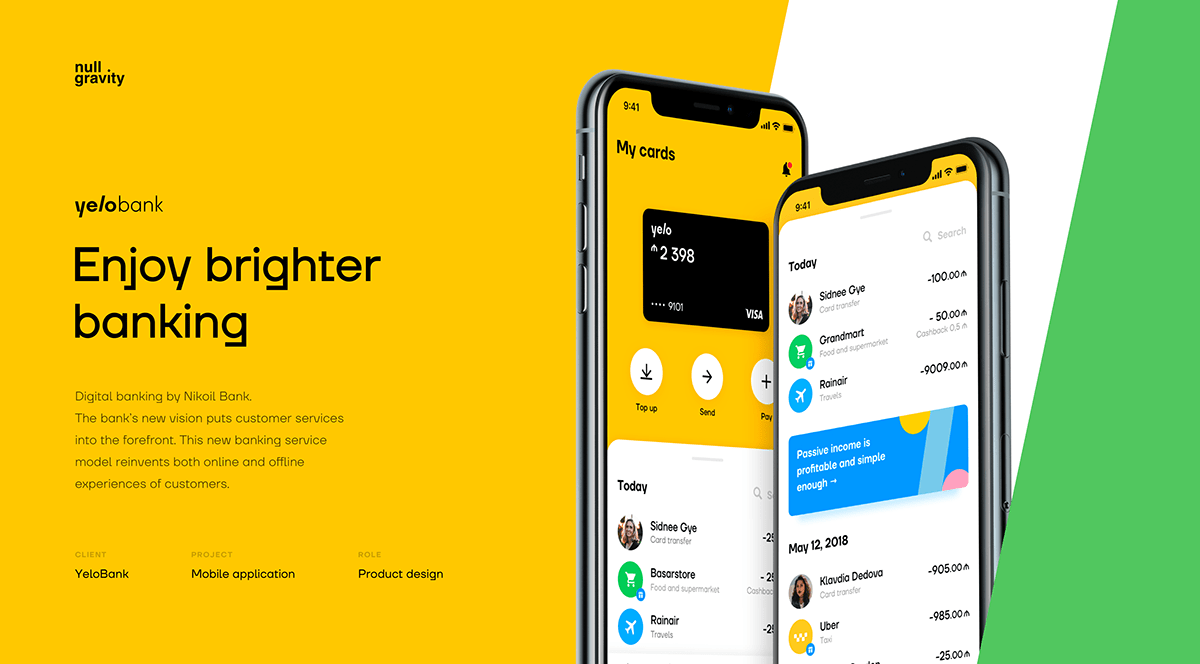 null
gravity
yelobank
Enjoy brighter
banking
Digital banking by Nikoil Bank.
The bank's new vision puts customer services
into the forefront. This new banking service
model reinvents both online and offline
experiences of customers.
CLIENT
PROJECT
ROLE
YeloBank
Mobile application
Product design
9:41
My cards
yelo
₼ 2 398
•••• 9101
VISA
Top up
Send
Pay
Today
Sidnee Gye
Card transfer
-25
Basarstore
- 25
Food and supermarket
Cashba
Rainair
-25
Travels
9:41
Search
Today
Sidnee Gye
-100.00 ₼
Card transfer
Grandmart
- 50.00 ₼
Food and supermarket
Cashback 0,5 ₼
Rainair
-9009.00 ₼
Travels
Passive income is
profitable and simple
enough →
May 12, 2018
Klavdia Dedova
-905.00 ₼
Card transfer
Uber
-985.00 ₼
Taxi
-25.00 ₼